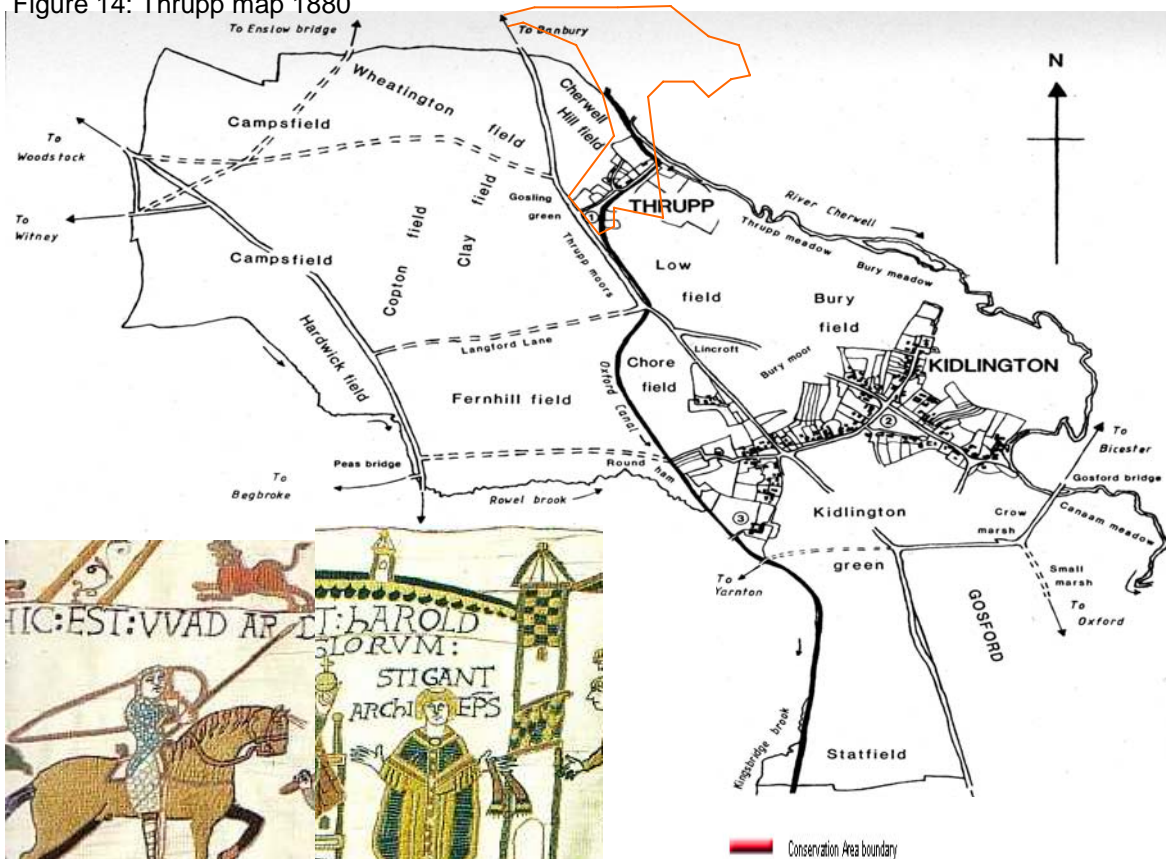 Figure 14: Thrupp map 1880
To Enslow bridge
To Banbury
N
Wheatington
field
Cherwell
Hill field
Campsfield
To
Woodstock
To
Witney
Gosling
green
1
THRUPP
River Cherwell
Thrupp meadow
Bury meadow
Copton field
Clay field
Thrupp moors
Campsfield
Low
field
Bury
field
Hardwick field
Langford Lane
Lincroft
Bury moor
KIDLINGTON
Chore
field
Oxford Canal
Fernhill field
2
To
Bicester
Gosford bridge
Peas bridge
Round
ham
To
Begbroke
Rowel brook
3
Kidlington
green
Crow
marsh
Canaam meadow
Small
marsh
To
Yarnton
To
Oxford
GOSFORD
Kingsbridge brook
Statfield
HIC:EST:VVAD AR D
T:hAROLD
GLORVM:
STIGANT
ARChI EPS
Conservation Area boundary